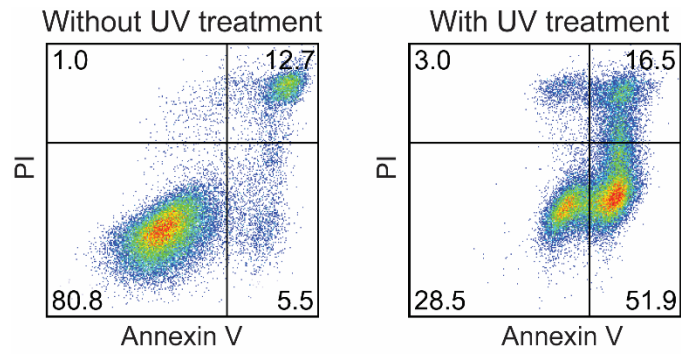 Without UV treatment
With UV treatment
1.0
12.7
3.0
16.5
PI
PI
80.8
5.5
28.5
51.9
Annexin V
Annexin V